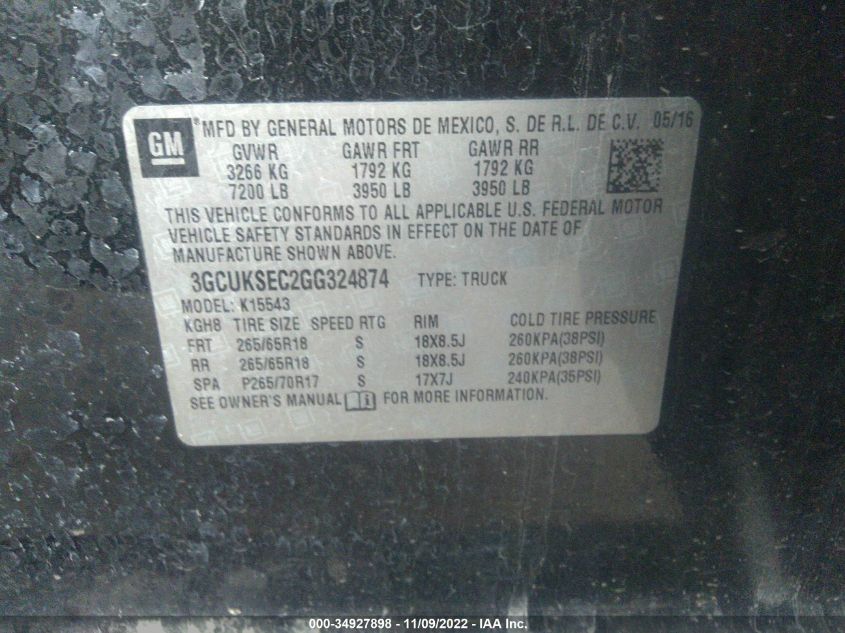 GM *MFD BY GENERAL MOTORS DE MEXICO, S. DE R.L. DE C.V. 05/16
GVWR GAWR FRT GAWR RR
3266 KG 1792 KG 1792 KG
7200 LB 3950 LB 3950 LB
THIS VEHICLE CONFORMS TO ALL APPLICABLE U.S. FEDERAL MOTOR
VEHICLE SAFETY STANDARDS IN EFFECT ON THE DATE OF
MANUFACTURE SHOWN ABOVE.
3GCUKSEC2GG324874 TYPE: TRUCK
MODEL: K15543
KGH8 TIRE SIZE SPEED RTG RIM COLD TIRE PRESSURE
FRT 265/65R18 S 18X8.5J 260KPA(38PSI)
RR 265/65R18 S 18X8.5J 260KPA(38PSI)
SPA P265/70R17 S 17X7J 240KPA(35PSI)
SEE OWNER'S MANUAL FOR MORE INFORMATION.
000-34927898 - 11/09/2022 - IAA Inc.